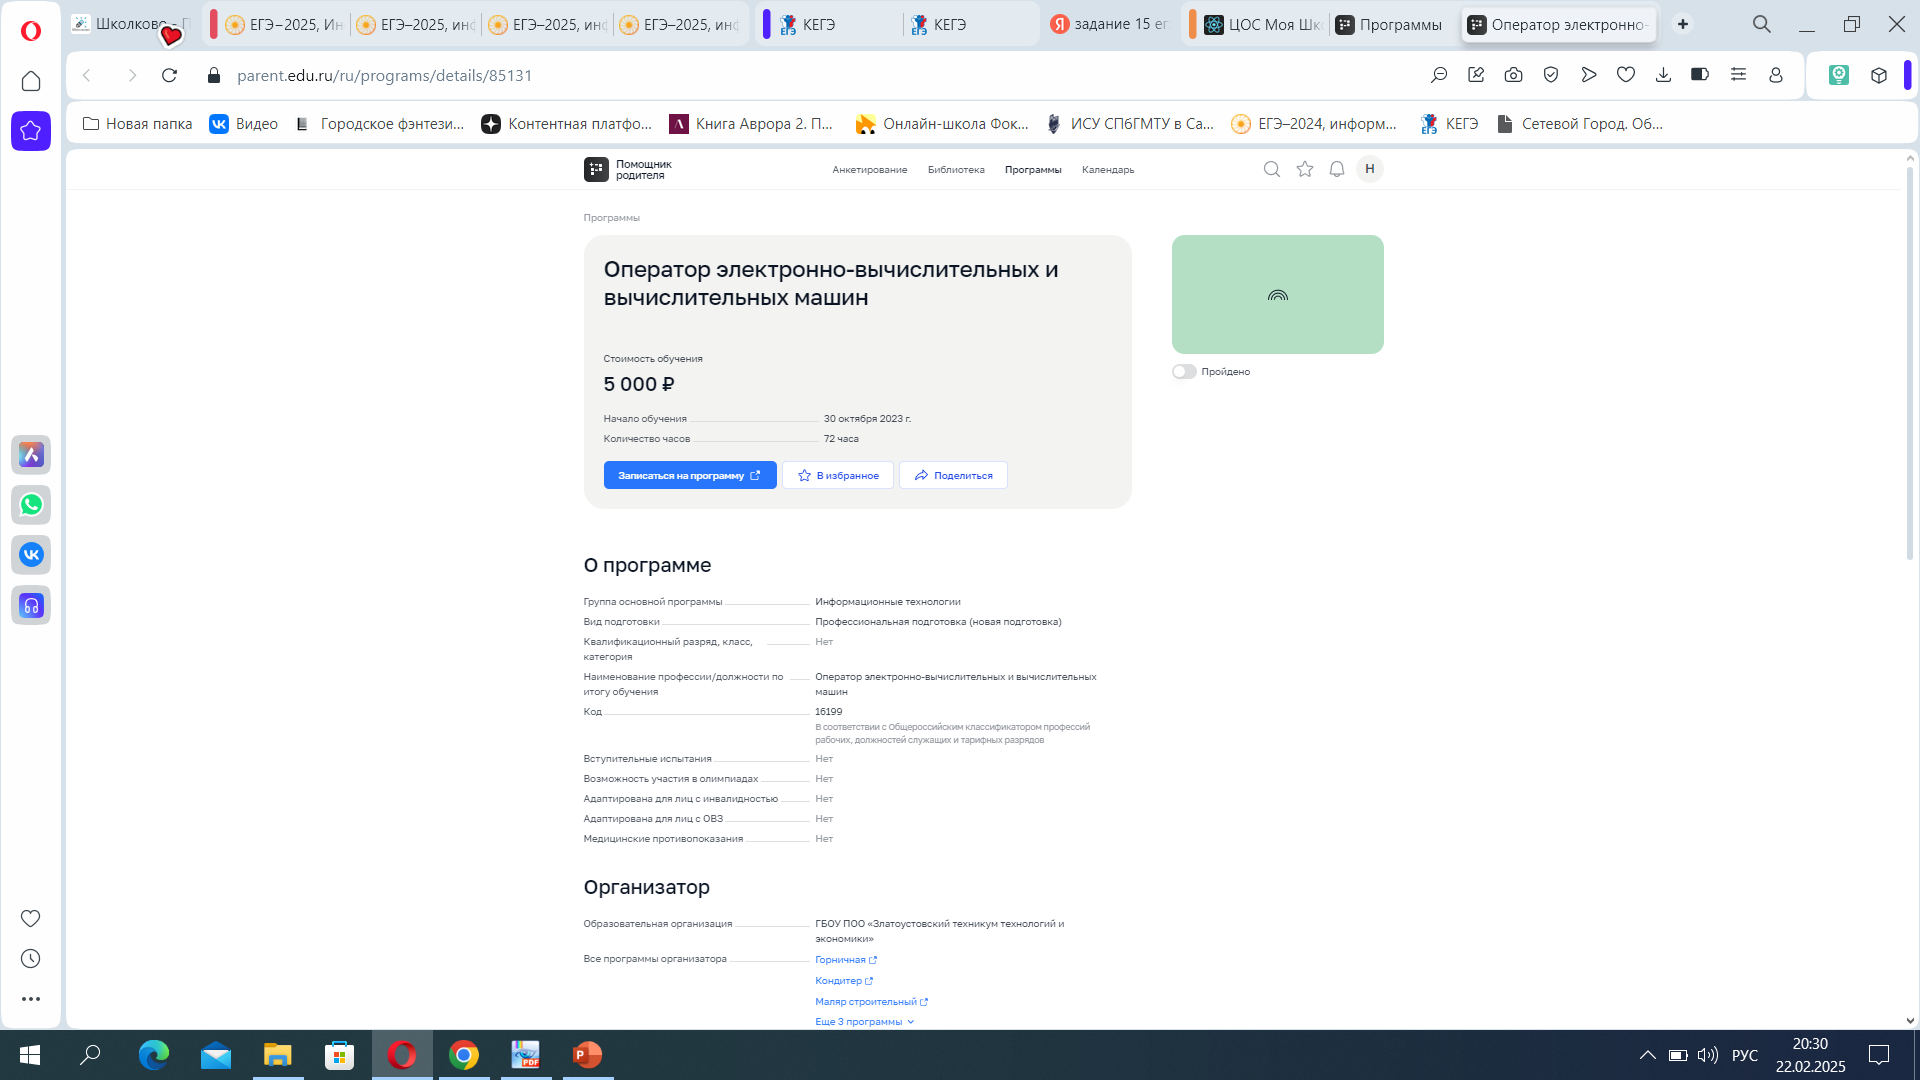 Школково - П
ЕГЭ–2025, Ин
ЕГЭ–2025, инф
ЕГЭ–2025, инф
ЕГЭ–2025, инф
КЕГЭ
КЕГЭ
задание 15 ег
ЦОС Моя Шк
Программы
Оператор электронно-
parent.edu.ru/ru/programs/details/85131
Новая папка
Видео
Городское фэнтези...
Контентная платфо...
Книга Аврора 2. П...
Онлайн-школа Фок...
ИСУ СПбГМТУ в Са...
ЕГЭ–2024, информ...
КЕГЭ
Сетевой Город. Об...
Помощник
родителя
Анкетирование
Библиотека
Программы
Календарь
Н
Программы
Оператор электронно-вычислительных и
вычислительных машин
Пройдено
Стоимость обучения
5 000 ₽
Начало обучения 30 октября 2023 г.
Количество часов 72 часа
Записаться на программу
В избранное
Поделиться
О программе
Группа основной программы Информационные технологии
Вид подготовки Профессиональная подготовка (новая подготовка)
Квалификационный разряд, класс, Нет
категория
Наименование профессии/должности по Оператор электронно-вычислительных и вычислительных
итогу обучения машин
Код 16199
В соответствии с Общероссийским классификатором профессий
рабочих, должностей служащих и тарифных разрядов
Вступительные испытания Нет
Возможность участия в олимпиадах Нет
Адаптирована для лиц с инвалидностью Нет
Адаптирована для лиц с ОВЗ Нет
Медицинские противопоказания Нет
Организатор
Образовательная организация ГБОУ ПОО «Златоустовский техникум технологий и
экономики»
Все программы организатора Горничная
Кондитер
Маляр строительный
Еще 3 программы
РУС
20:30
22.02.2025